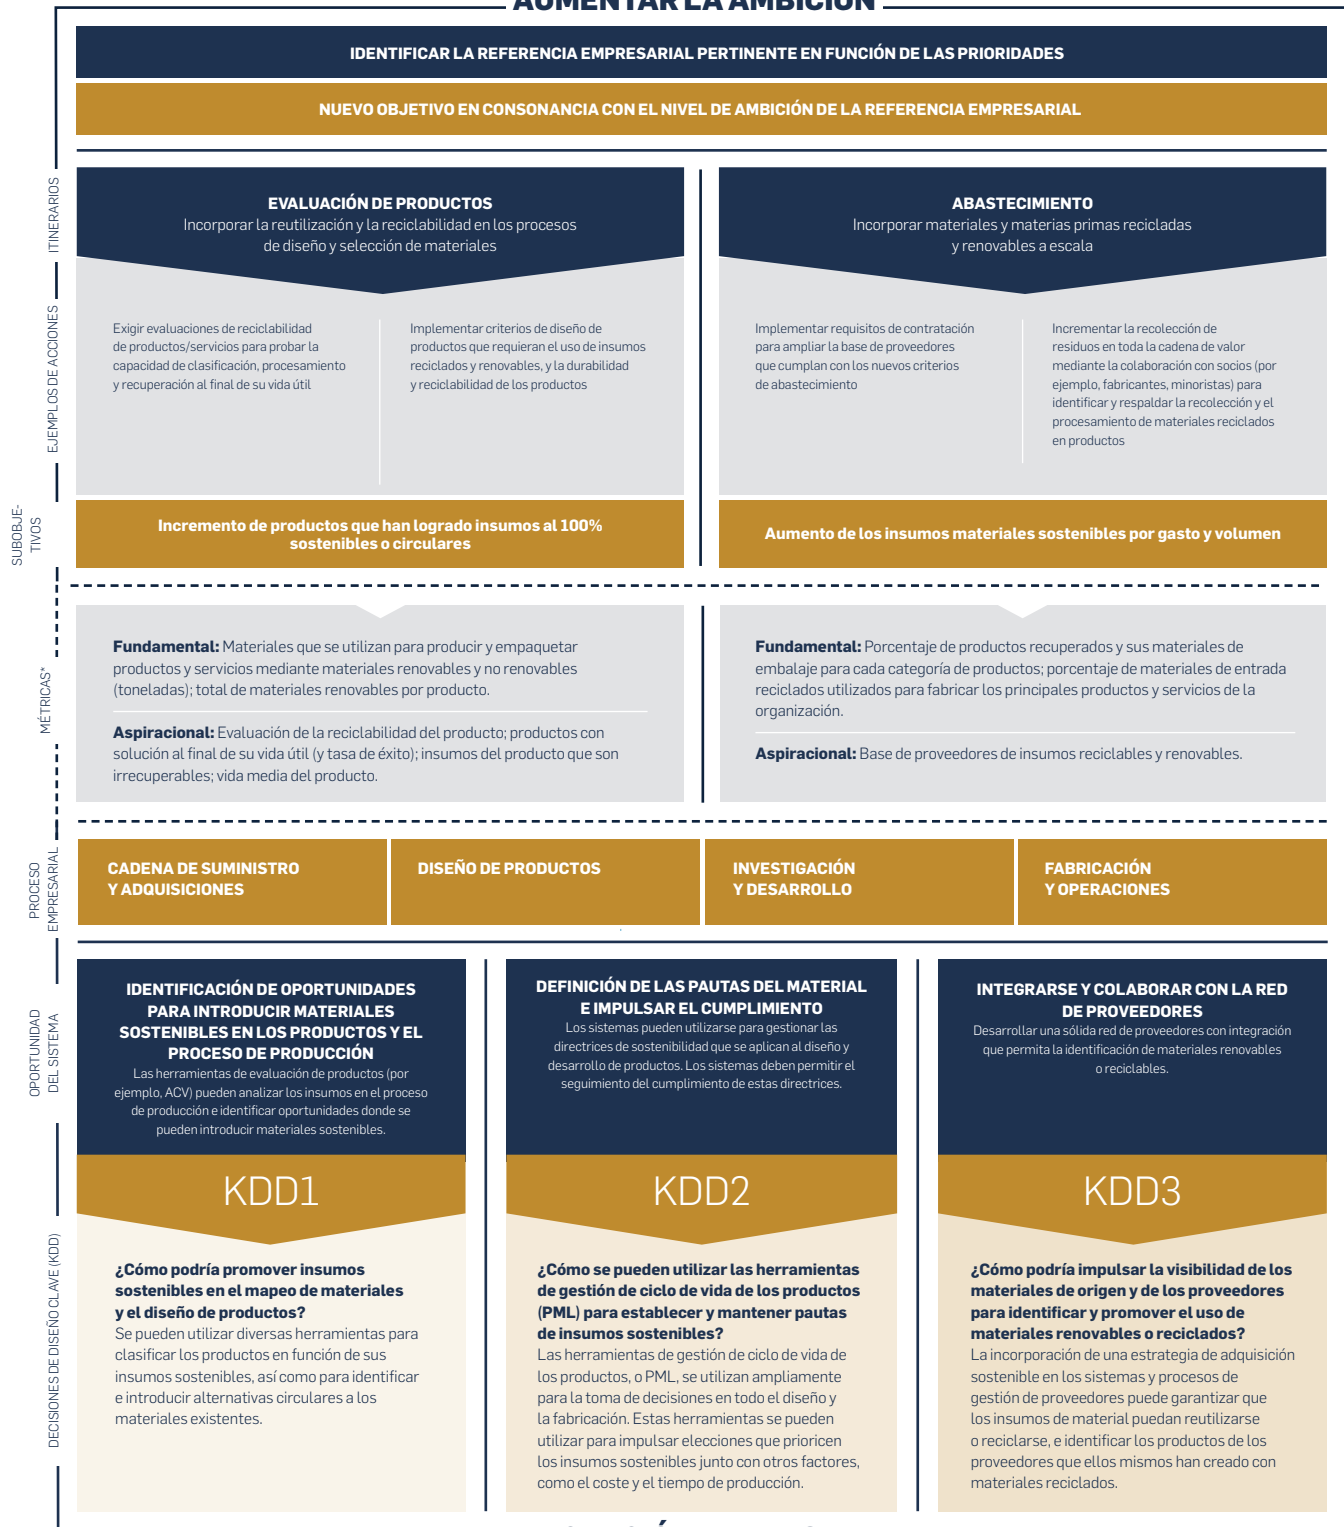 AUMENTAR LA AMBICIÓN
IDENTIFICAR LA REFERENCIA EMPRESARIAL PERTINENTE EN FUNCIÓN DE LAS PRIORIDADES
NUEVO OBJETIVO EN CONSONANCIA CON EL NIVEL DE AMBICIÓN DE LA REFERENCIA EMPRESARIAL
ITINERARIOS
EVALUACIÓN DE PRODUCTOS
Incorporar la reutilización y la reciclabilidad en los procesos
de diseño y selección de materiales
ABASTECIMIENTO
Incorporar materiales y materias primas recicladas
y renovables a escala
EJEMPLOS DE ACCIONES
Exigir evaluaciones de reciclabilidad
de productos/servicios para probar la
capacidad de clasificación, procesamiento
y recuperación al final de su vida útil
Implementar criterios de diseño de
productos que requieran el uso de insumos
reciclados y renovables, y la durabilidad
y reciclabilidad de los productos
Implementar requisitos de contratación
para ampliar la base de proveedores
que cumplan con los nuevos criterios
de abastecimiento
Incrementar la recolección de
residuos en toda la cadena de valor
mediante la colaboración con socios (por
ejemplo, fabricantes, minoristas) para
identificar y respaldar la recolección y el
procesamiento de materiales reciclados
en productos
SUBOBJE-
TIVOS
Incremento de productos que han logrado insumos al 100%
sostenibles o circulares
Aumento de los insumos materiales sostenibles por gasto y volumen
MÉTRICAS*
Fundamental: Materiales que se utilizan para producir y empaquetar
productos y servicios mediante materiales renovables y no renovables
(toneladas); total de materiales renovables por producto.
Aspiracional: Evaluación de la reciclabilidad del producto; productos con
solución al final de su vida útil (y tasa de éxito); insumos del producto que son
irrecuperables; vida media del producto.
Fundamental: Porcentaje de productos recuperados y sus materiales de
embalaje para cada categoría de productos; porcentaje de materiales de entrada
reciclados utilizados para fabricar los principales productos y servicios de la
organización.
Aspiracional: Base de proveedores de insumos reciclables y renovables.
PROCESO
EMPRESARIAL
CADENA DE SUMINISTRO
Y ADQUISICIONES
DISEÑO DE PRODUCTOS
INVESTIGACIÓN
Y DESARROLLO
FABRICACIÓN
Y OPERACIONES
OPORTUNIDAD
DEL SISTEMA
IDENTIFICACIÓN DE OPORTUNIDADES
PARA INTRODUCIR MATERIALES
SOSTENIBLES EN LOS PRODUCTOS Y EL
PROCESO DE PRODUCCIÓN
Las herramientas de evaluación de productos (por
ejemplo, ACV) pueden analizar los insumos en el proceso
de producción e identificar oportunidades donde se
pueden introducir materiales sostenibles.
DEFINICIÓN DE LAS PAUTAS DEL MATERIAL
E IMPULSAR EL CUMPLIMIENTO
Los sistemas pueden utilizarse para gestionar las
directrices de sostenibilidad que se aplican al diseño y
desarrollo de productos. Los sistemas deben permitir el
seguimiento del cumplimiento de estas directrices.
INTEGRARSE Y COLABORAR CON LA RED
DE PROVEEDORES
Desarrollar una sólida red de proveedores con integración
que permita la identificación de materiales renovables
o reciclables.
DECISIONES DE DISEÑO CLAVE (KDD)
KDD1
¿Cómo podría promover insumos
sostenibles en el mapeo de materiales
y el diseño de productos?
Se pueden utilizar diversas herramientas para
clasificar los productos en función de sus
insumos sostenibles, así como para identificar
e introducir alternativas circulares a los
materiales existentes.
KDD2
¿Cómo se pueden utilizar las herramientas
de gestión de ciclo de vida de los productos
(PML) para establecer y mantener pautas
de insumos sostenibles?
Las herramientas de gestión de ciclo de vida de
los productos, o PML, se utilizan ampliamente
para la toma de decisiones en todo el diseño y
la fabricación. Estas herramientas se pueden
utilizar para impulsar elecciones que prioricen
los insumos sostenibles junto con otros factores,
como el coste y el tiempo de producción.
KDD3
¿Cómo podría impulsar la visibilidad de los
materiales de origen y de los proveedores
para identificar y promover el uso de
materiales renovables o reciclados?
La incorporación de una estrategia de adquisición
sostenible en los sistemas y procesos de
gestión de proveedores puede garantizar que
los insumos de material puedan reutilizarse
o reciclarse, e identificar los productos de los
proveedores que ellos mismos han creado con
materiales reciclados.